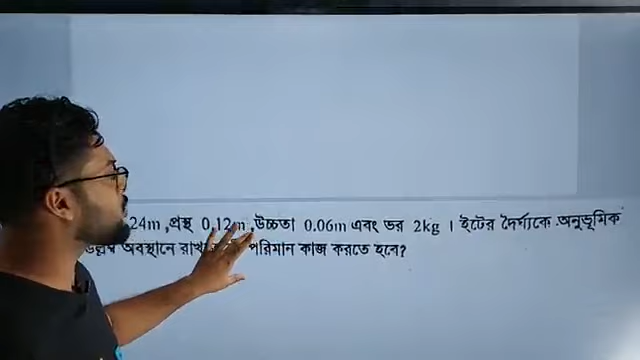 24m ,প্রস্থ 0.12m ,উচ্চতা 0.06m এবং ভর 2kg । ইটের দৈর্ঘ্যকে অনুভূমিক
অবস্থানে পরিমান কাজ করতে হবে?